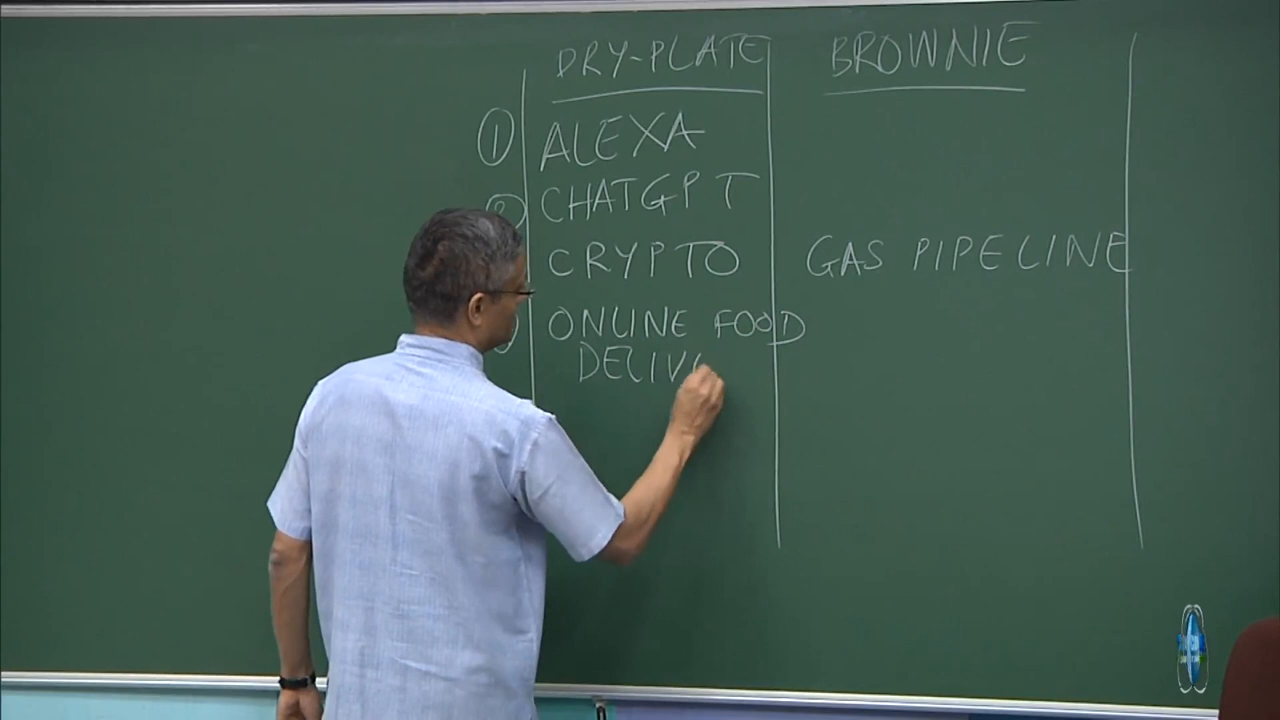 DRY-PLATE BROWNIE
① ALEXA
② CHATGPT
CRYPTO GAS PIPELINE
ONLINE FOOD
DELIV